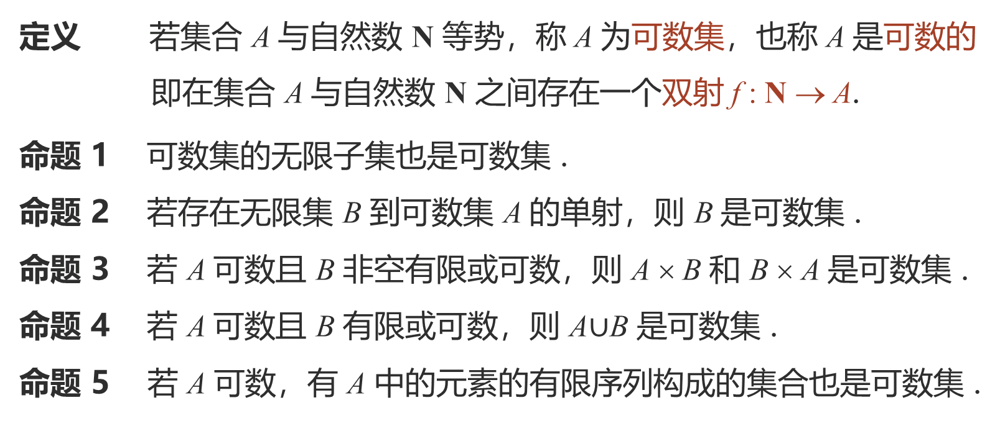 定义 若集合 A 与自然数 N 等势，称 A 为可数集，也称 A 是可数的
即在集合 A 与自然数 N 之间存在一个双射 f : N → A.
命题 1 可数集的无限子集也是可数集 .
命题 2 若存在无限集 B 到可数集 A 的单射，则 B 是可数集 .
命题 3 若 A 可数且 B 非空有限或可数，则 A × B 和 B × A 是可数集 .
命题 4 若 A 可数且 B 有限或可数，则 A∪B 是可数集 .
命题 5 若 A 可数，有 A 中的元素的有限序列构成的集合也是可数集 .